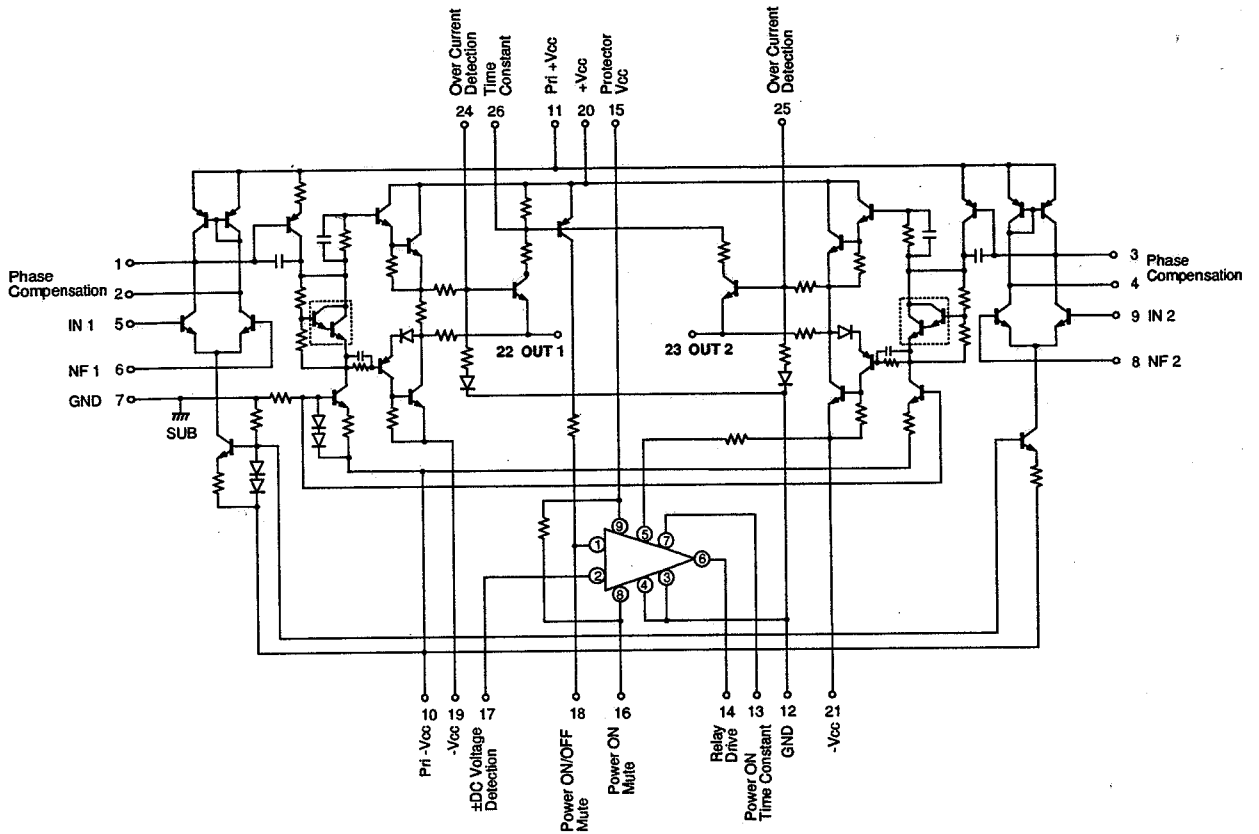 Over Current
Detection
24
Time
Constant
26
Pri +Vcc
11
+Vcc
20
Protector
Vcc
15
Over Current
Detection
25
Phase
Compensation
1
2
IN 1 5
NF 1 6
GND 7
SUB
3
Phase
Compensation
4
9 IN 2
8 NF 2
22 OUT 1
23 OUT 2
9
5
7
1
6
2
4
3
8
10
Pri -Vcc
19
-Vcc
17
±DC Voltage
Detection
18
Power ON/OFF
Mute
16
Power ON
Mute
14
Relay
Drive
13
Power ON
Time Constant
12
GND
21
-Vcc